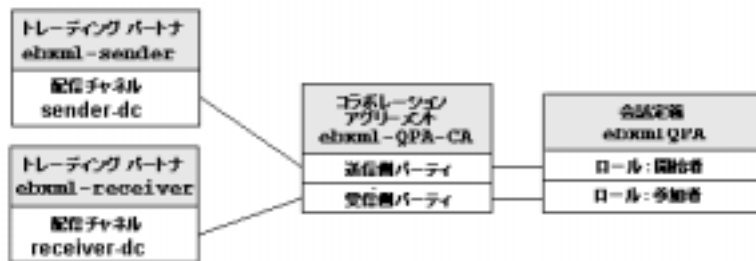 トレーディング パートナ
ebxml-sender
配信チャネル
sender-dc
トレーディング パートナ
ebxml-receiver
配信チャネル
receiver-dc
コラボレーション
アグリーメント
ebxml-QPA-CA
送信側パーティ
受信側パーティ
会話定義
ebxml QPA
ロール：開始者
ロール：参加者